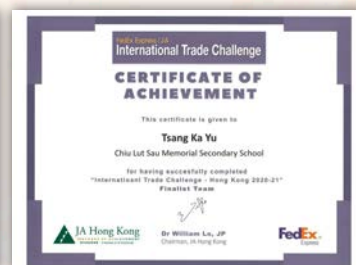 FedEx Express / JA
International Trade Challenge
CERTIFICATE OF
ACHIEVEMENT
This certificate is given to
Tsang Ka Yu
Chiu Lut Sau Memorial Secondary School
for having succesfully completed
"Internationl Trade Challenge - Hong Kong 2020-21"
Finalist Team
JA Hong Kong
Dr William Lo, JP
Chairman, JA Hong Kong
FedEx
Express